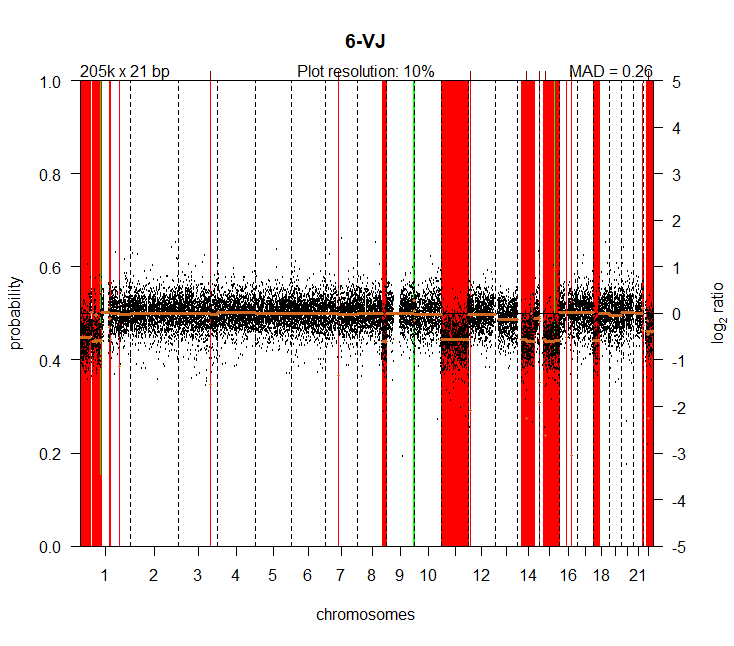 6-VJ
205k x 21 bp Plot resolution: 10% MAD = 0.26
1.0 5
4
0.8 3
2
0.6 1
0
0.4 -1
-2
0.2 -3
-4
0.0 -5
probability
log2 ratio
1 2 3 4 5 6 7 8 9 10 12 14 16 18 21
chromosomes